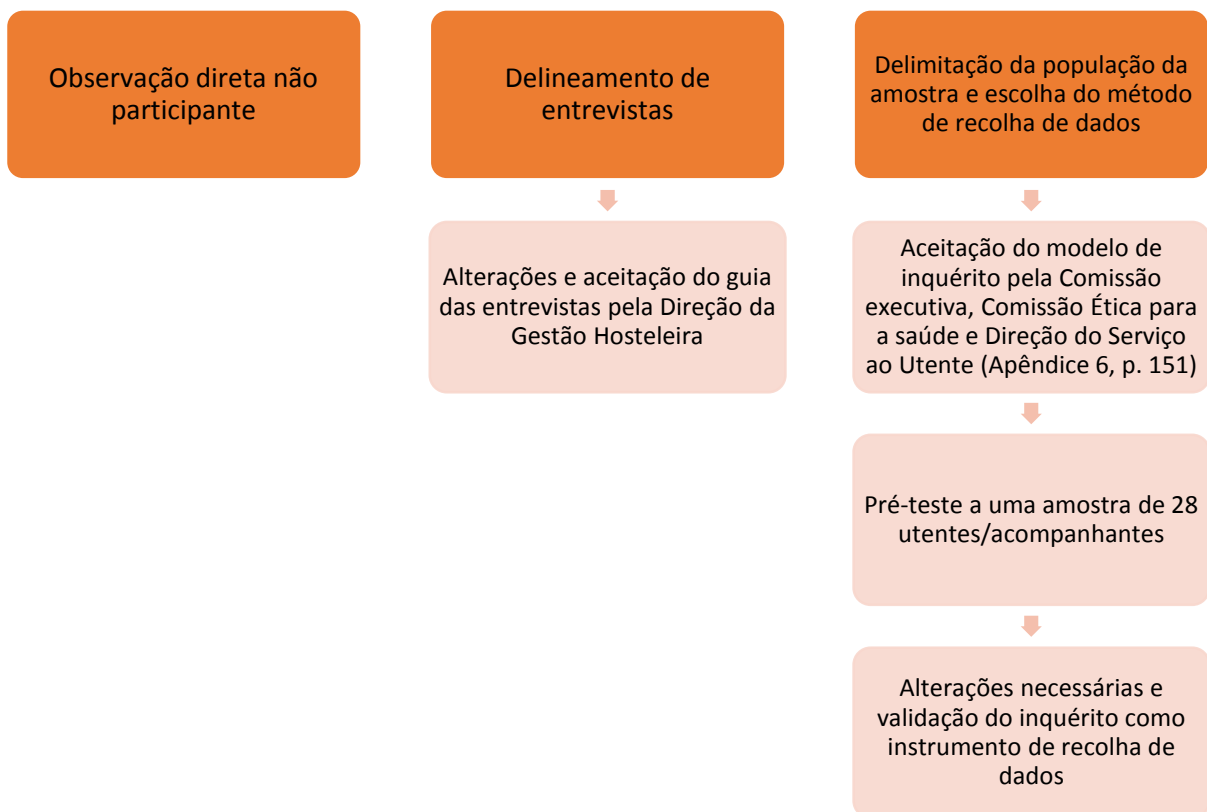 Observação direta não
participante
Delineamento de
entrevistas
Alterações e aceitação do guia
das entrevistas pela Direção da
Gestão Hosteleira
Delimitação da população da
amostra e escolha do método
de recolha de dados
Aceitação do modelo de
inquérito pela Comissão
executiva, Comissão Ética para
a saúde e Direção do Serviço
ao Utente (Apêndice 6, p. 151)
Pré-teste a uma amostra de 28
utentes/acompanhantes
Alterações necessárias e
validação do inquérito como
instrumento de recolha de
dados